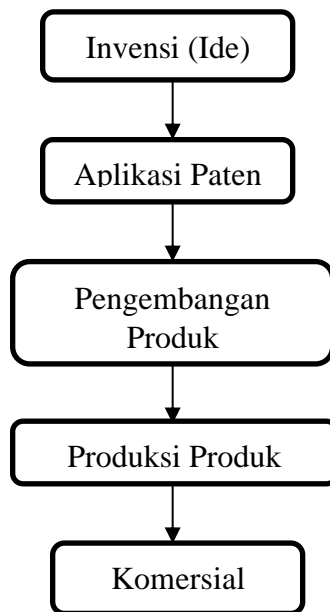 Invensi (Ide)
Aplikasi Paten
Pengembangan
Produk
Produksi Produk
Komersial